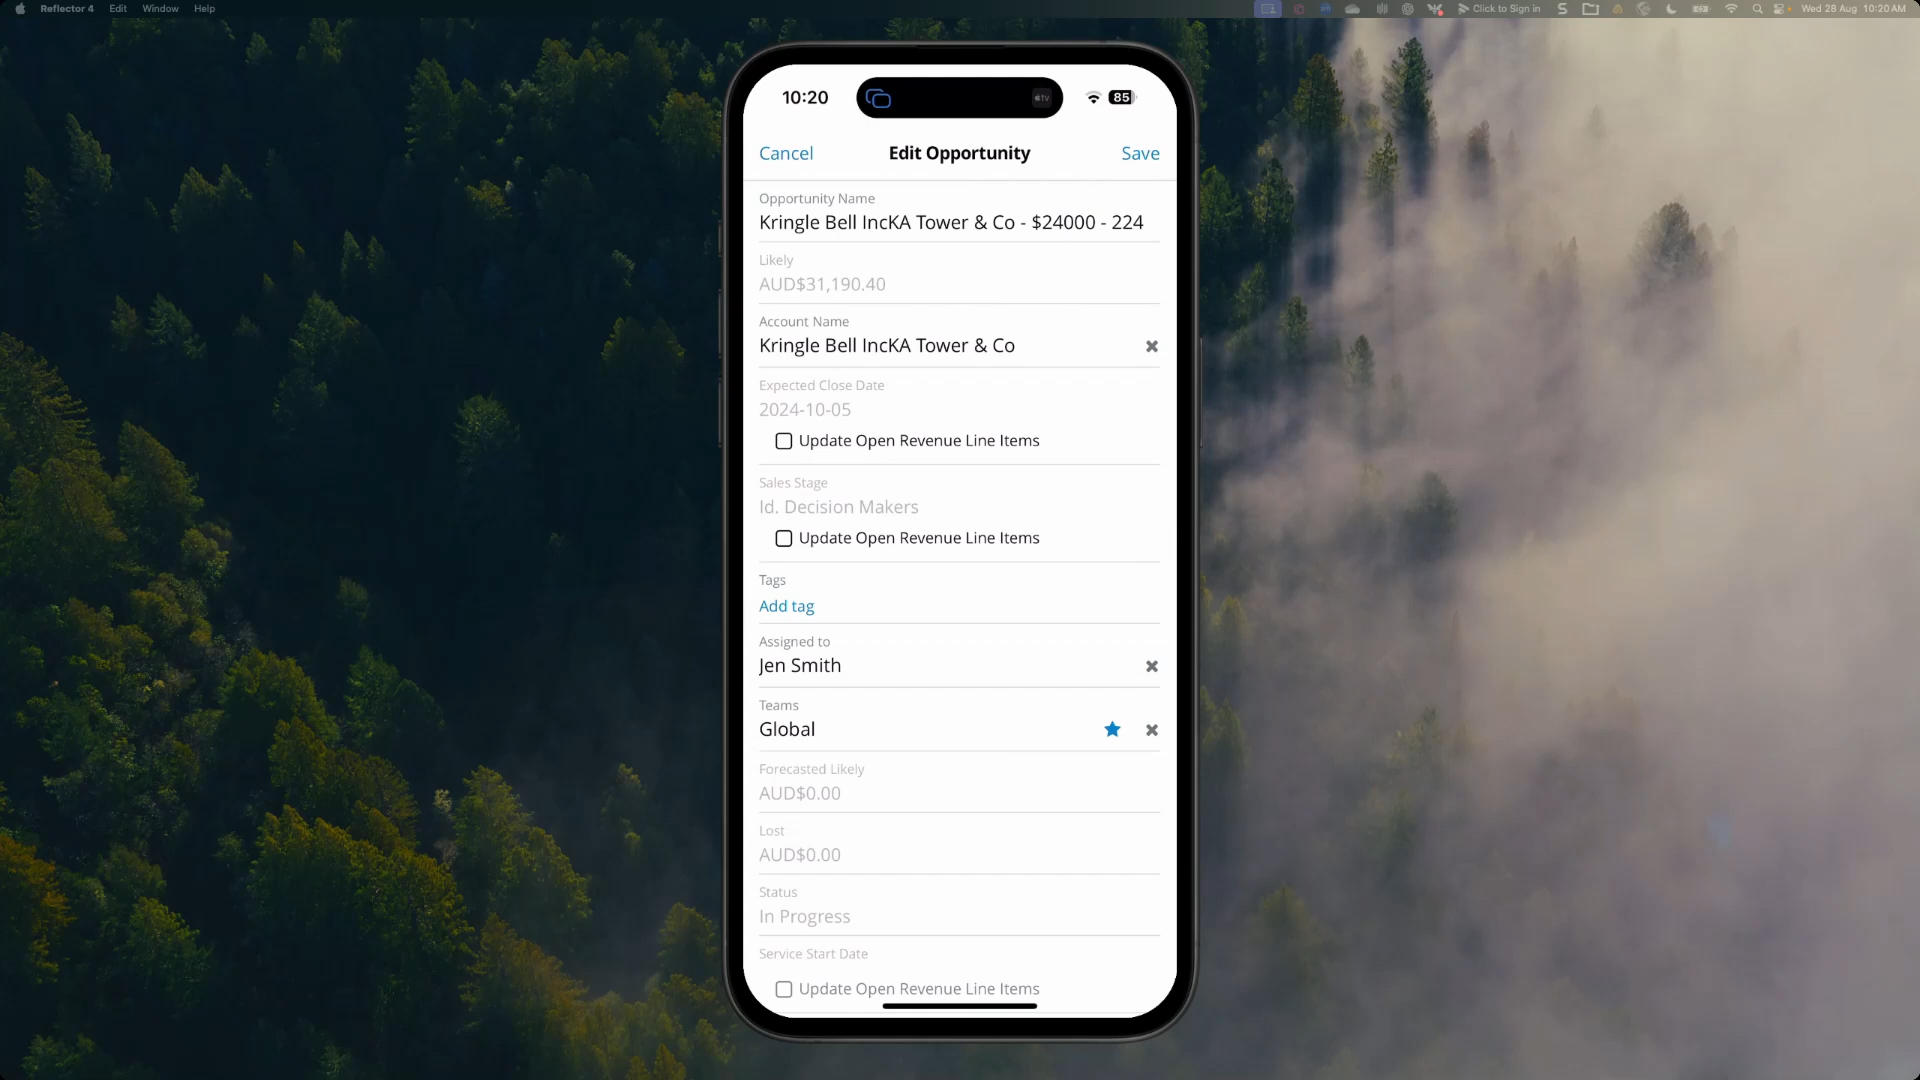 Reflector 4 Edit Window Help
Click to Sign in Wed 28 Aug 10:20 AM
10:20 tv 85
Cancel Edit Opportunity Save
Opportunity Name
Kringle Bell IncKA Tower & Co - $24000 - 224
Likely
AUD$31,190.40
Account Name
Kringle Bell IncKA Tower & Co
Expected Close Date
2024-10-05
Update Open Revenue Line Items
Sales Stage
Id. Decision Makers
Update Open Revenue Line Items
Tags
Add tag
Assigned to
Jen Smith
Teams
Global
Forecasted Likely
AUD$0.00
Lost
AUD$0.00
Status
In Progress
Service Start Date
Update Open Revenue Line Items